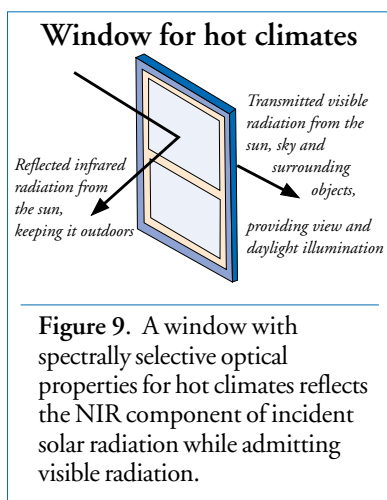 Window for hot climates
Transmitted visible
radiation from the
sun, sky and
surrounding
objects,
providing view and
daylight illumination
Reflected infrared
radiation from
the sun,
keeping it outdoors
Figure 9. A window with
spectrally selective optical
properties for hot climates reflects
the NIR component of incident
solar radiation while admitting
visible radiation.